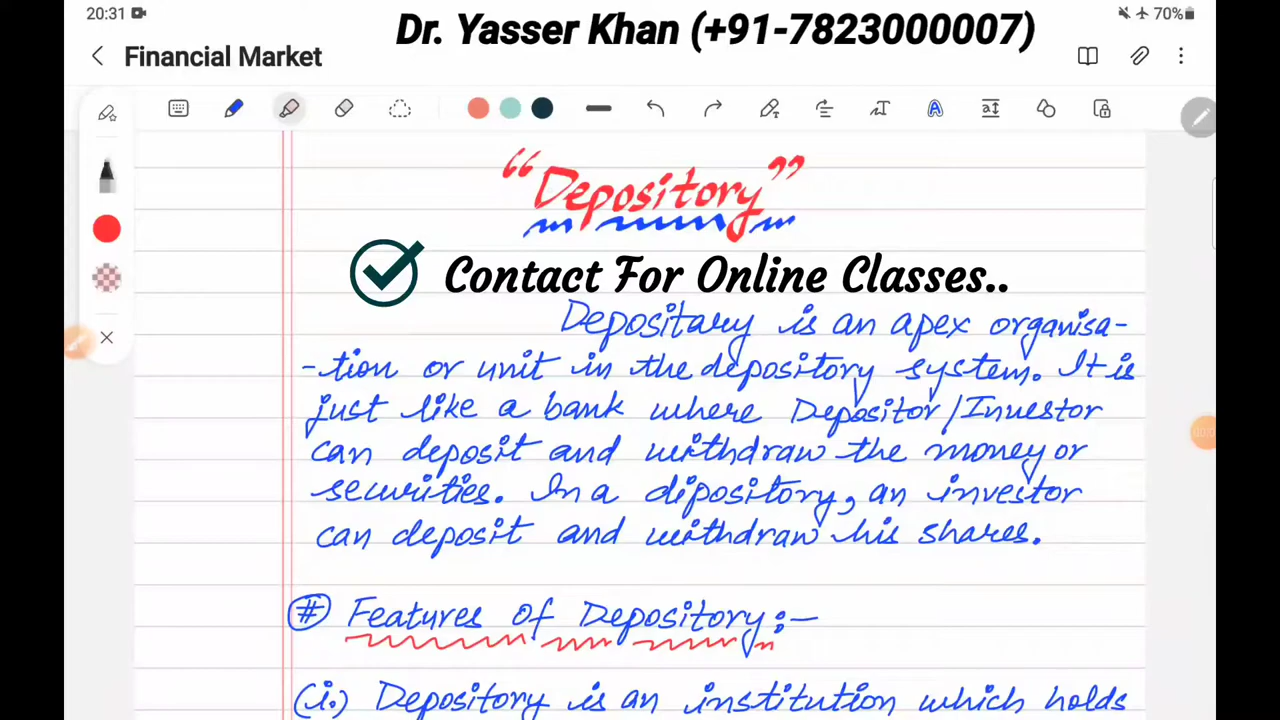 20:31
Dr. Yasser Khan (+91-7823000007)
70%
Financial Market
"Depository"
Contact For Online Classes..
Depositary is an apex organisa-
-tion or unit in the depository system. It is
just like a bank where Depositor/Investor
can deposit and withdraw the money or
securities. In a dipository, an investor
can deposit and withdraw his shares.
# Features of Depository:-
(i.) Depository is an institution which holds